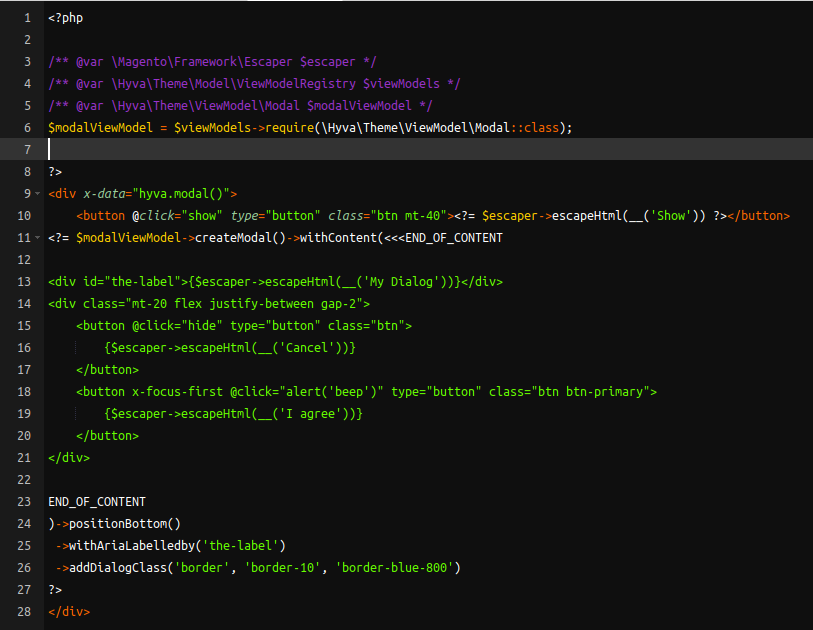 1 <?php
2
3 /** @var \Magento\Framework\Escaper $escaper */
4 /** @var \Hyva\Theme\Model\ViewModelRegistry $viewModels */
5 /** @var \Hyva\Theme\ViewModel\Modal $modalViewModel */
6 $modalViewModel = $viewModels->require(\Hyva\Theme\ViewModel\Modal::class);
7
8 ?>
9 <div x-data="hyva.modal()">
10     <button @click="show" type="button" class="btn mt-40"><?= $escaper->escapeHtml(__('Show')) ?></button>
11 <?= $modalViewModel->createModal()->withContent(<<<END_OF_CONTENT
12
13 <div id="the-label">{$escaper->escapeHtml(__('My Dialog'))}</div>
14 <div class="mt-20 flex justify-between gap-2">
15     <button @click="hide" type="button" class="btn">
16         {$escaper->escapeHtml(__('Cancel'))}
17     </button>
18     <button x-focus-first @click="alert('beep')" type="button" class="btn btn-primary">
19         {$escaper->escapeHtml(__('I agree'))}
20     </button>
21 </div>
22
23 END_OF_CONTENT
24 )->positionBottom()
25  ->withAriaLabelledby('the-label')
26  ->addDialogClass('border', 'border-10', 'border-blue-800')
27 ?>
28 </div>